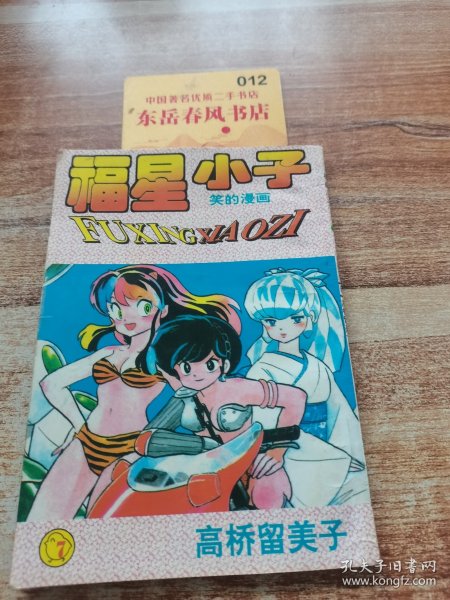 012
中国著名优质二手书店
东岳春风书店
福星小子
笑的漫画
FUXINGXIAOZI
7
高桥留美子
孔夫子旧书网
www.kongfz.com